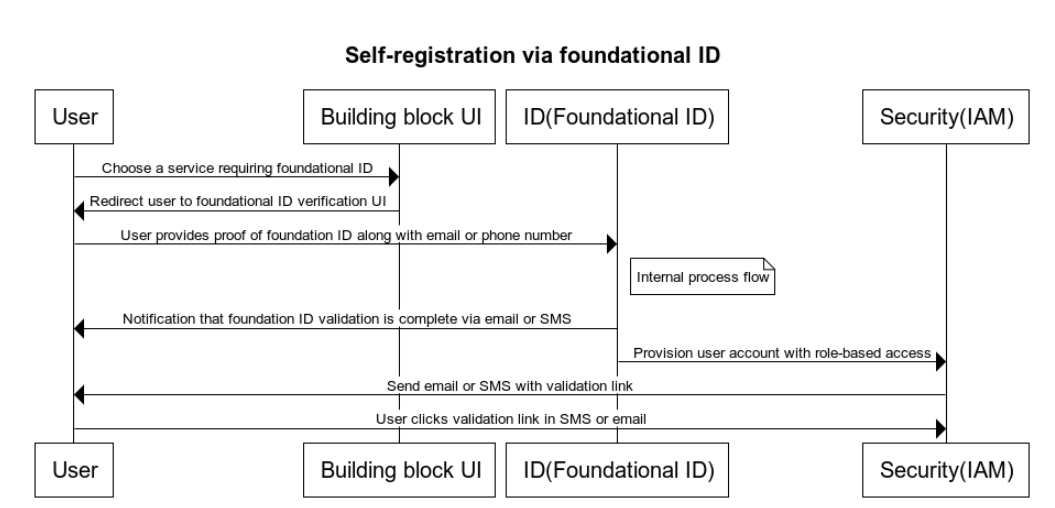 Self-registration via foundational ID
User
Building block UI
ID(Foundational ID)
Security(IAM)
Choose a service requiring foundational ID
Redirect user to foundational ID verification UI
User provides proof of foundation ID along with email or phone number
Internal process flow
Notification that foundation ID validation is complete via email or SMS
Provision user account with role-based access
Send email or SMS with validation link
User clicks validation link in SMS or email
User
Building block UI
ID(Foundational ID)
Security(IAM)